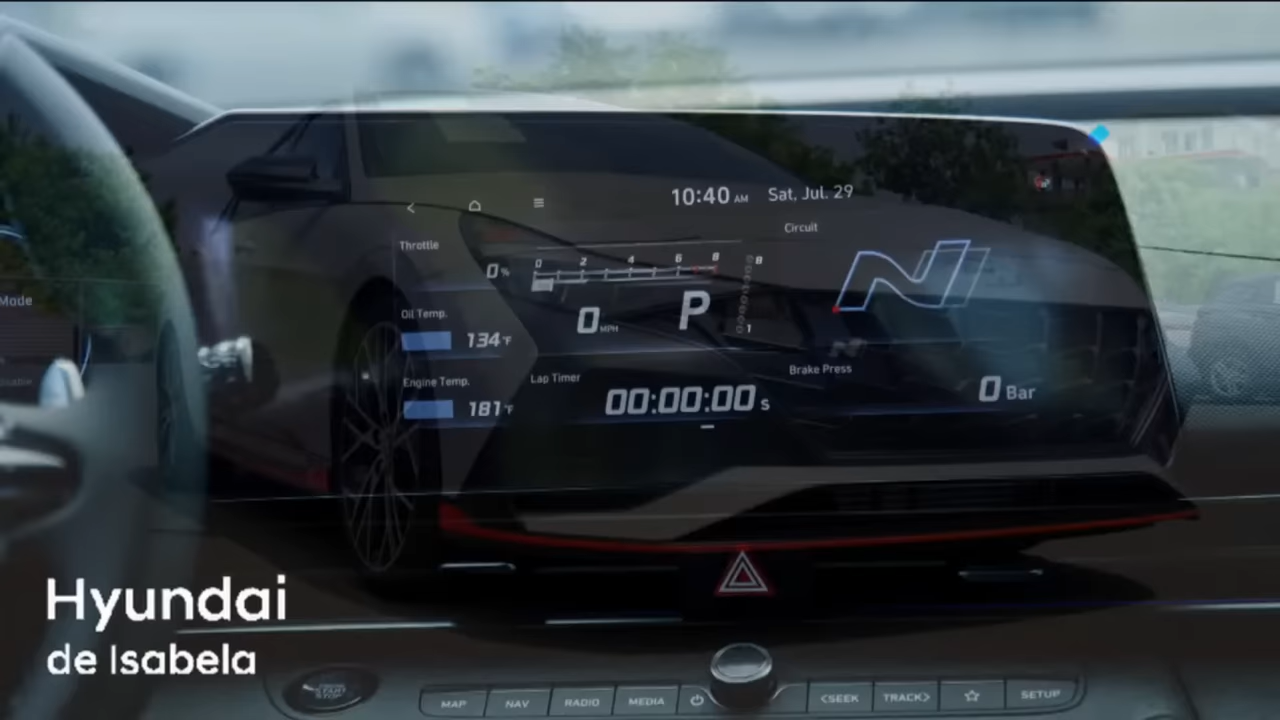 10:40 AM Sat, Jul. 29
Circuit
Throttle
0%
0 2 4 6 8
8
Mode
Oil Temp.
134°F
0 MPH
P
1
Brake Press
Engine Temp.
181°F
Lap Timer
00:00:00 S
0 Bar
Hyundai
de Isabela
START
STOP
MAP NAV RADIO MEDIA <SEEK TRACK> SETUP